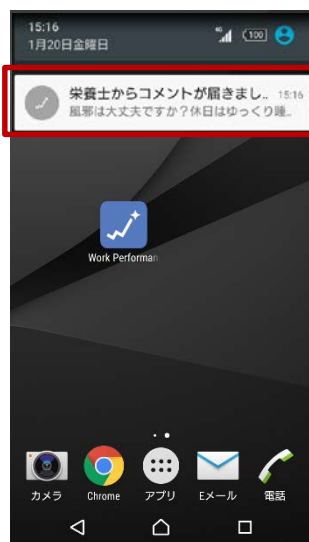 15:16
1月20日金曜日
4G
100
栄養士からコメントが届きまし.. 15:16
風邪は大丈夫ですか？休日はゆっくり睡..
Work Performan
カメラ Chrome アプリ Eメール 電話